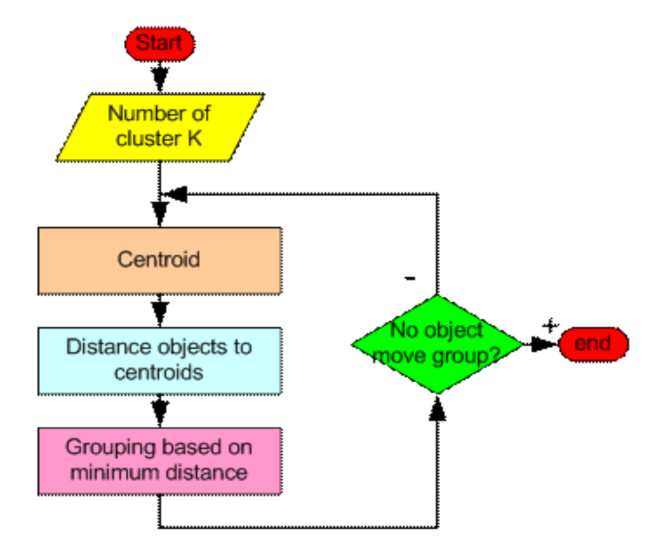 Start
Number of
cluster K
Centroid
Distance objects to
centroids
Grouping based on
minimum distance
-
No object
move group?
+
end